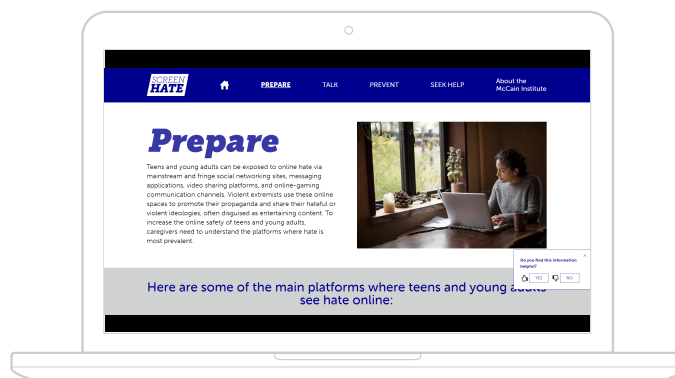 SCREEN
HATE
PREPARE
TALK
PREVENT
SEEK HELP
About the
McCain Institute
Prepare
Teens and young adults can be exposed to online hate via
mainstream and fringe social networking sites, messaging
applications, video sharing platforms, and online-gaming
communication channels. Violent extremists use these online
spaces to promote their propaganda and share their hateful or
violent ideologies, often disguised as entertaining content. To
increase the online safety of teens and young adults,
caregivers need to understand the platforms where hate is
most prevalent.
Do you find this information
helpful?
YES
NO
Here are some of the main platforms where teens and young adults
see hate online: